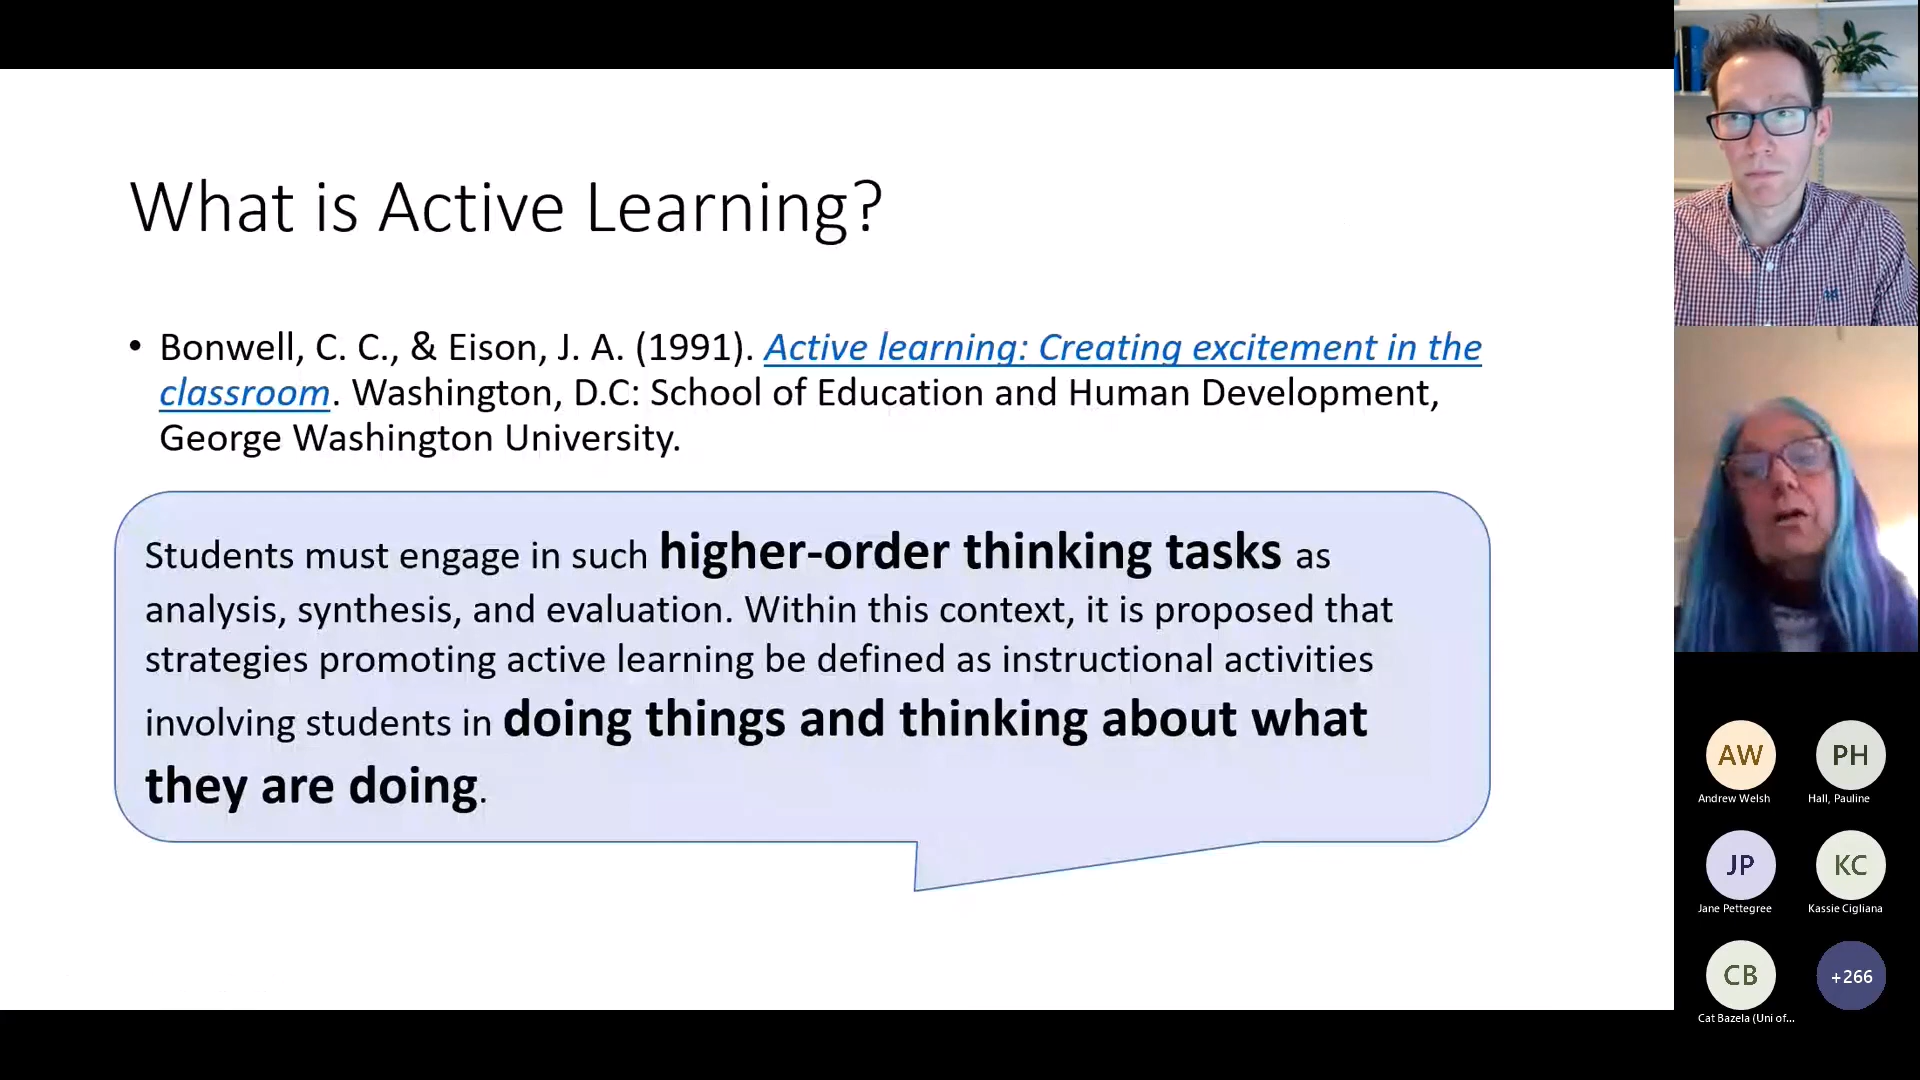 What is Active Learning?
• Bonwell, C. C., & Eison, J. A. (1991). Active learning: Creating excitement in the
classroom. Washington, D.C: School of Education and Human Development,
George Washington University.
Students must engage in such higher-order thinking tasks as
analysis, synthesis, and evaluation. Within this context, it is proposed that
strategies promoting active learning be defined as instructional activities
involving students in doing things and thinking about what
they are doing.
AW
Andrew Welsh
PH
Hall, Pauline
JP
Jane Pettegree
KC
Kassie Cigliana
CB
Cat Bazela (Uni of...
+266